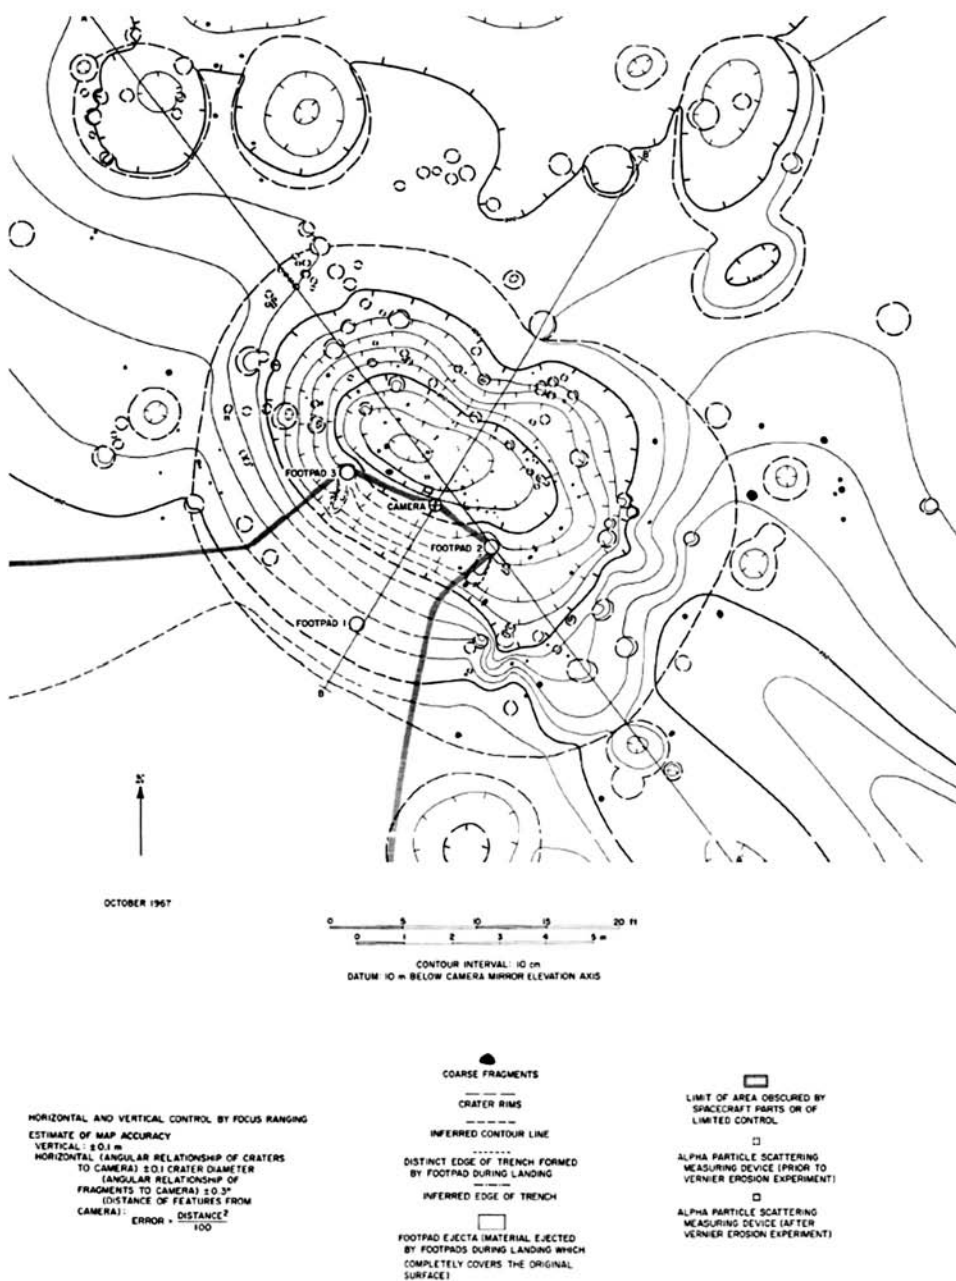 A
B'
FOOTPAD 3
CAMERA
FOOTPAD 2
FOOTPAD 1
B
N
OCTOBER 1967
0 5 10 15 20 ft
0 1 2 3 4 5 m
CONTOUR INTERVAL: 10 cm
DATUM: 10 m BELOW CAMERA MIRROR ELEVATION AXIS
HORIZONTAL AND VERTICAL CONTROL BY FOCUS RANGING
ESTIMATE OF MAP ACCURACY
VERTICAL: ±0.1 m
HORIZONTAL (ANGULAR RELATIONSHIP OF CRATERS
TO CAMERA) ±0.1 CRATER DIAMETER
(ANGULAR RELATIONSHIP OF
FRAGMENTS TO CAMERA) ±0.3°
(DISTANCE OF FEATURES FROM
CAMERA):
ERROR = DISTANCE²
100
COARSE FRAGMENTS
CRATER RIMS
INFERRED CONTOUR LINE
DISTINCT EDGE OF TRENCH FORMED
BY FOOTPAD DURING LANDING
INFERRED EDGE OF TRENCH
FOOTPAD EJECTA (MATERIAL EJECTED
BY FOOTPADS DURING LANDING WHICH
COMPLETELY COVERS THE ORIGINAL
SURFACE)
LIMIT OF AREA OBSCURED BY
SPACECRAFT PARTS OR OF
LIMITED CONTROL
ALPHA PARTICLE SCATTERING
MEASURING DEVICE (PRIOR TO
VERNIER EROSION EXPERIMENT)
ALPHA PARTICLE SCATTERING
MEASURING DEVICE (AFTER
VERNIER EROSION EXPERIMENT)